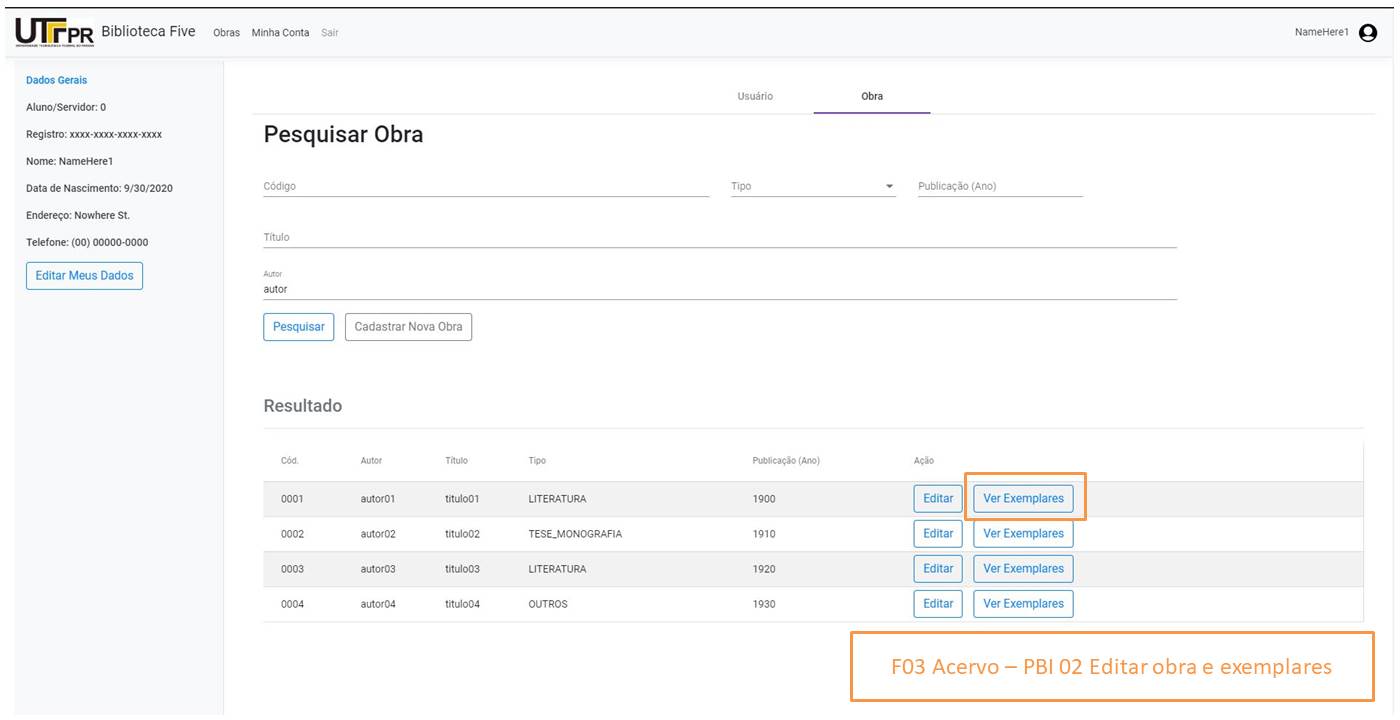 UTFPR Biblioteca Five Obras Minha Conta Sair NameHere1
Dados Gerais
Aluno/Servidor: 0
Registro: xxxx-xxxx-xxxx-xxxx
Nome: NameHere1
Data de Nascimento: 9/30/2020
Endereço: Nowhere St.
Telefone: (00) 00000-0000
Editar Meus Dados
Usuário Obra
Pesquisar Obra
Código Tipo Publicação (Ano)
Título
Autor
autor
Pesquisar Cadastrar Nova Obra
Resultado
Cód. Autor Título Tipo Publicação (Ano) Ação
0001 autor01 titulo01 LITERATURA 1900 Editar Ver Exemplares
0002 autor02 titulo02 TESE_MONOGRAFIA 1910 Editar Ver Exemplares
0003 autor03 titulo03 LITERATURA 1920 Editar Ver Exemplares
0004 autor04 titulo04 OUTROS 1930 Editar Ver Exemplares
F03 Acervo – PBI 02 Editar obra e exemplares